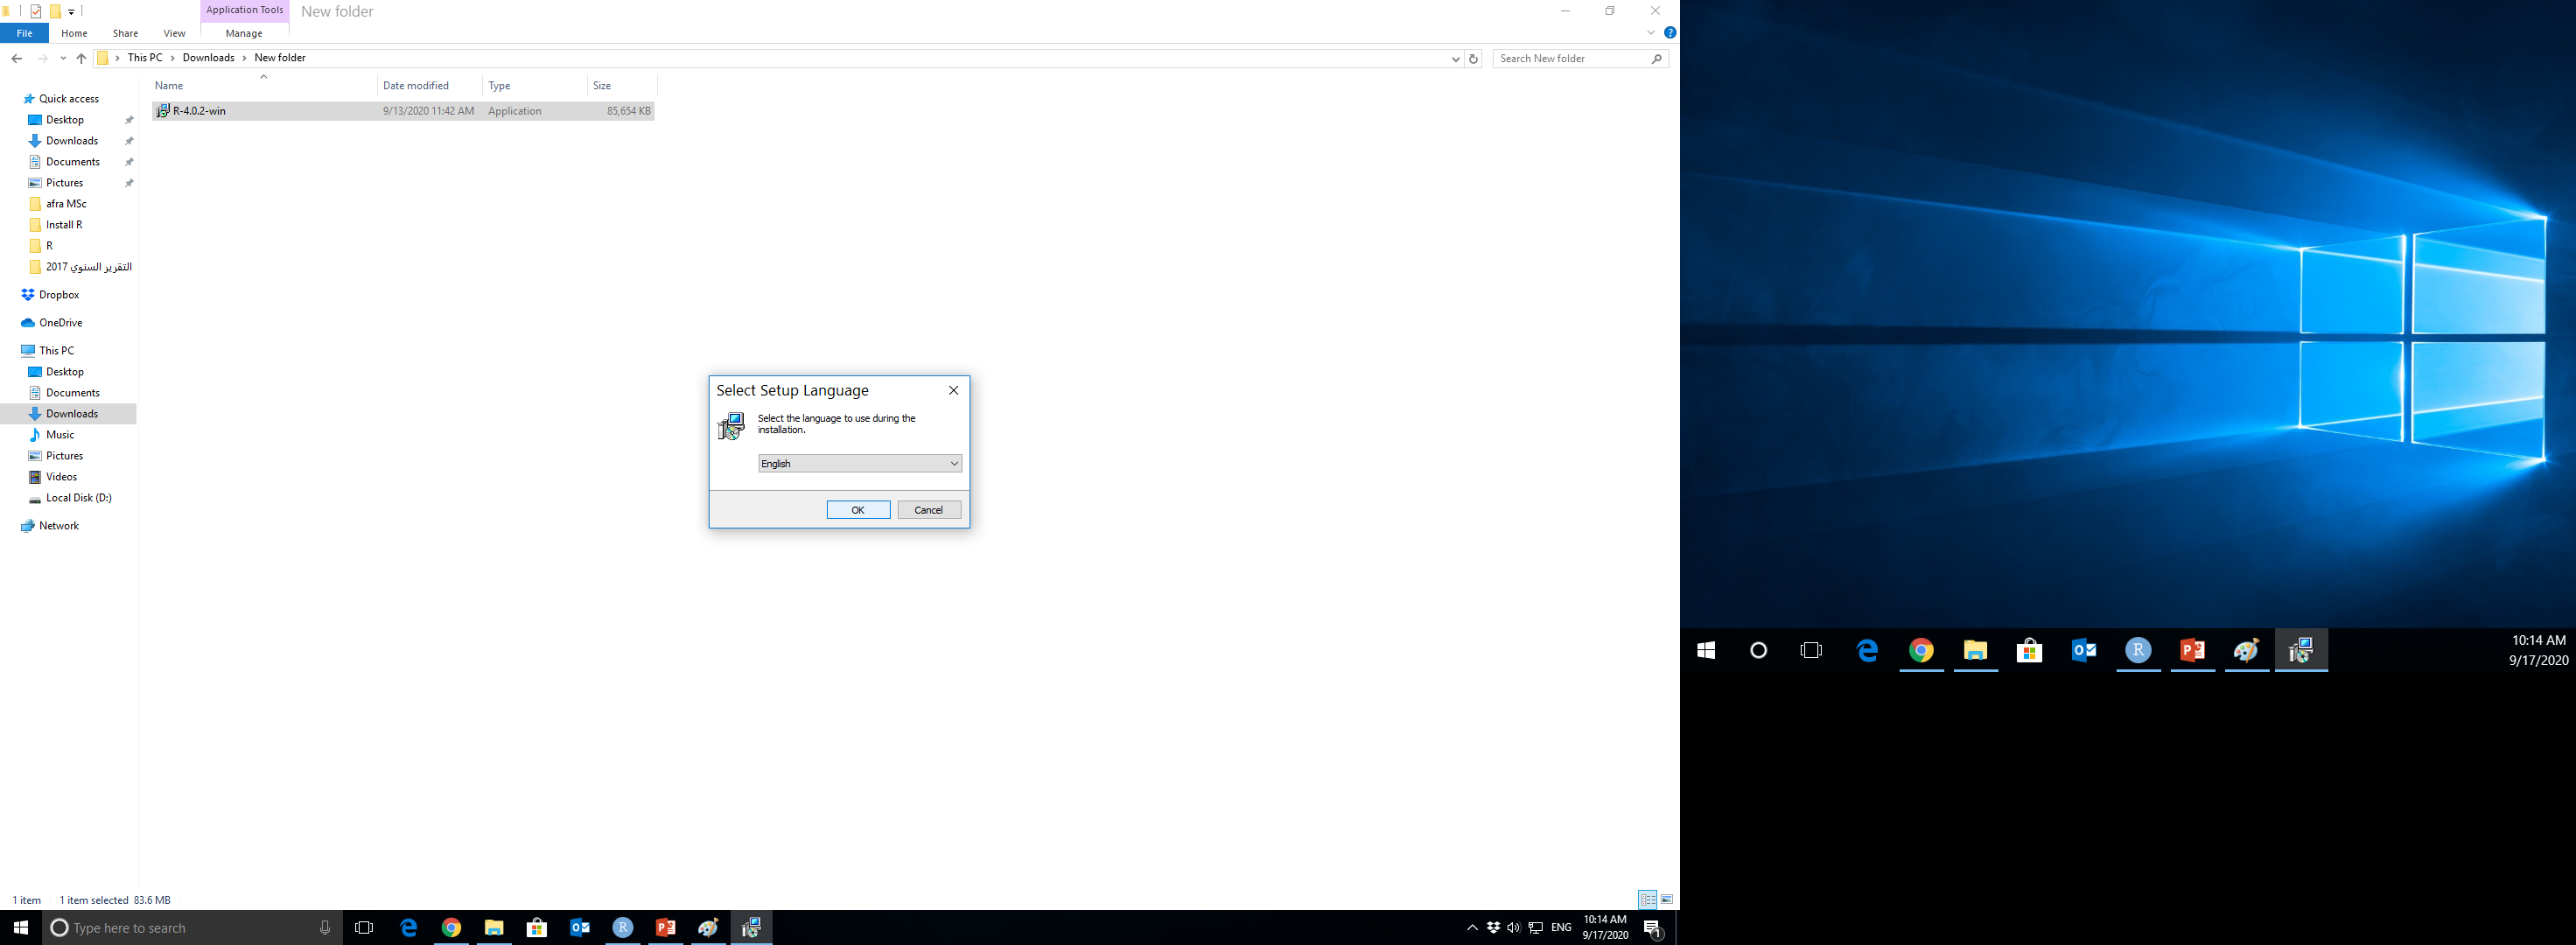 Application Tools
New folder
File
Home
Share
View
Manage
This PC
Downloads
New folder
Search New folder
Name
Date modified
Type
Size
R-4.0.2-win
9/13/2020 11:42 AM
Application
85,654 KB
Quick access
Desktop
Downloads
Documents
Pictures
afra MSc
Install R
R
التقرير السنوي 2017
Dropbox
OneDrive
This PC
Desktop
Documents
Downloads
Music
Pictures
Videos
Local Disk (D:)
Network
Select Setup Language
Select the language to use during the
installation.
English
OK
Cancel
1 item
1 item selected 83.6 MB
Type here to search
ENG
10:14 AM
9/17/2020
1
10:14 AM
9/17/2020